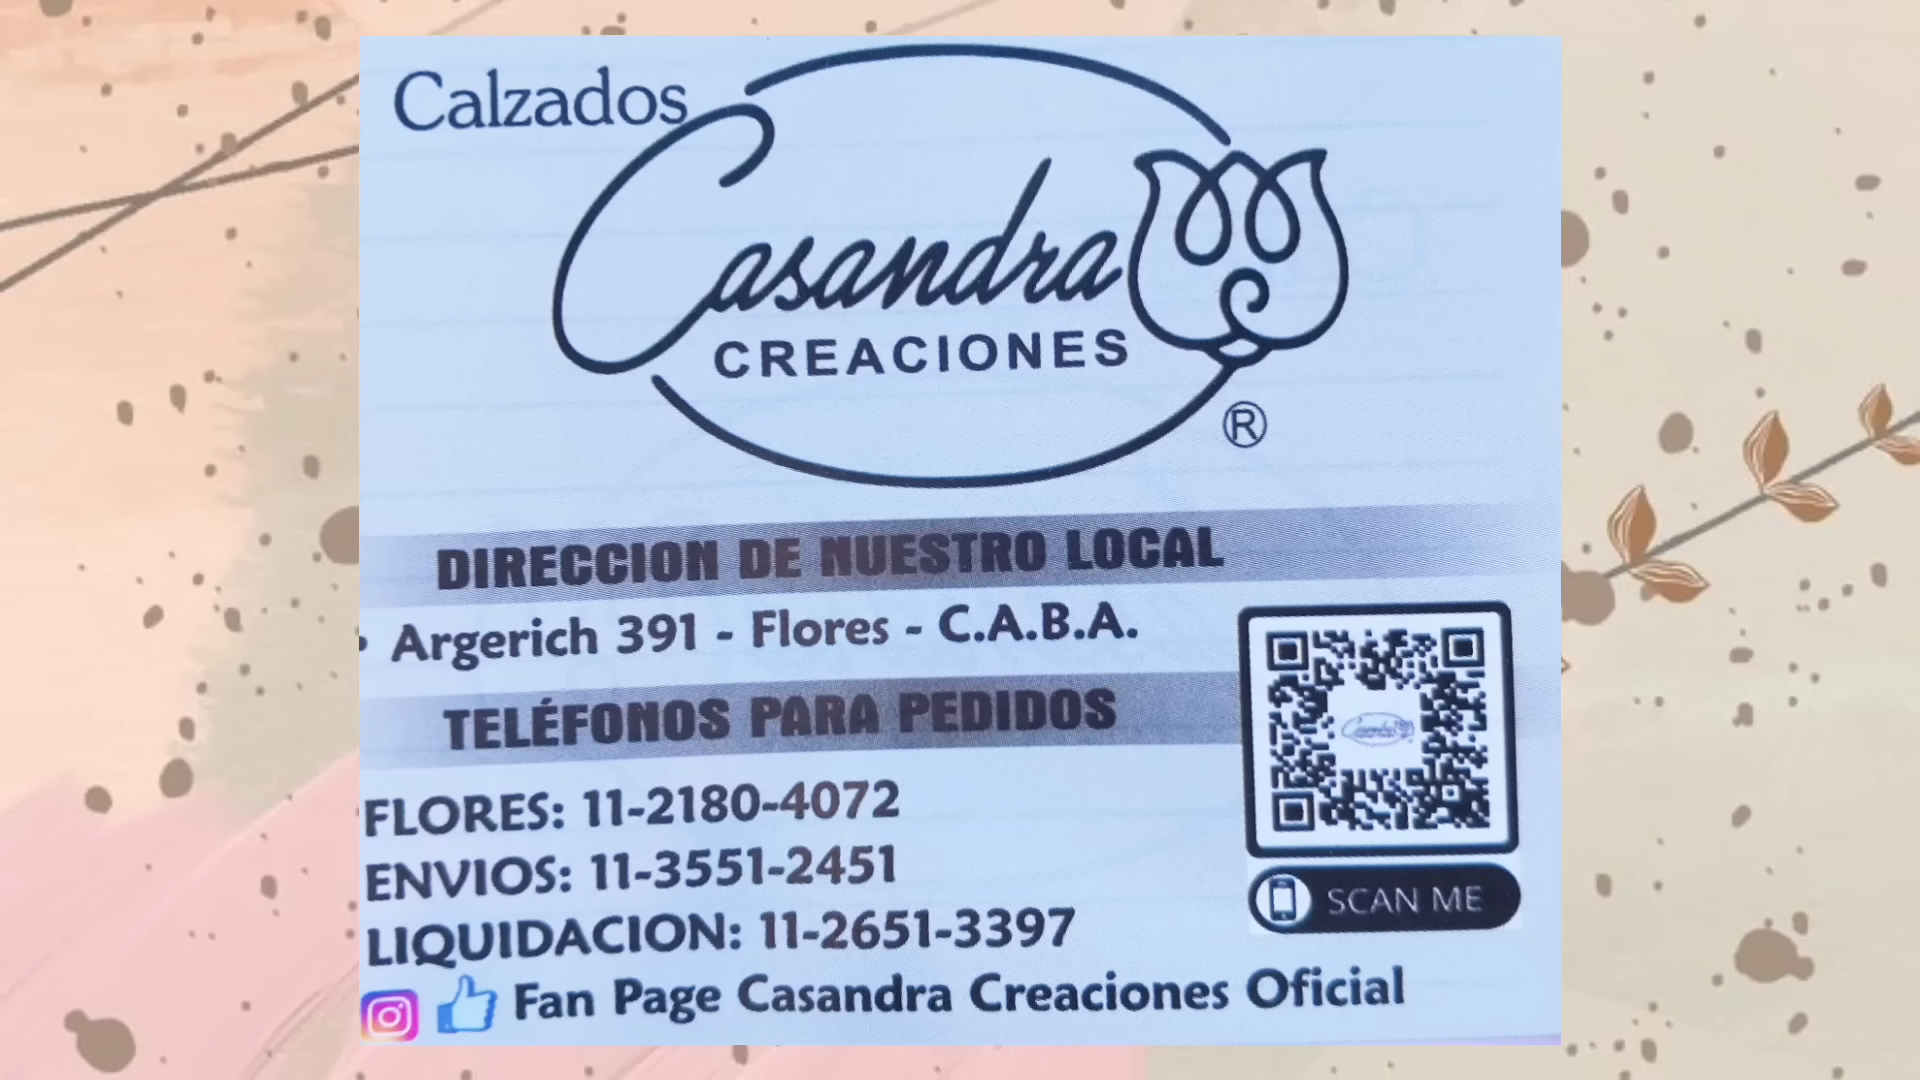 Calzados
Casandra
CREACIONES
®
DIRECCION DE NUESTRO LOCAL
• Argerich 391 - Flores - C.A.B.A.
TELÉFONOS PARA PEDIDOS
FLORES: 11-2180-4072
ENVIOS: 11-3551-2451
LIQUIDACION: 11-2651-3397
SCAN ME
Fan Page Casandra Creaciones Oficial